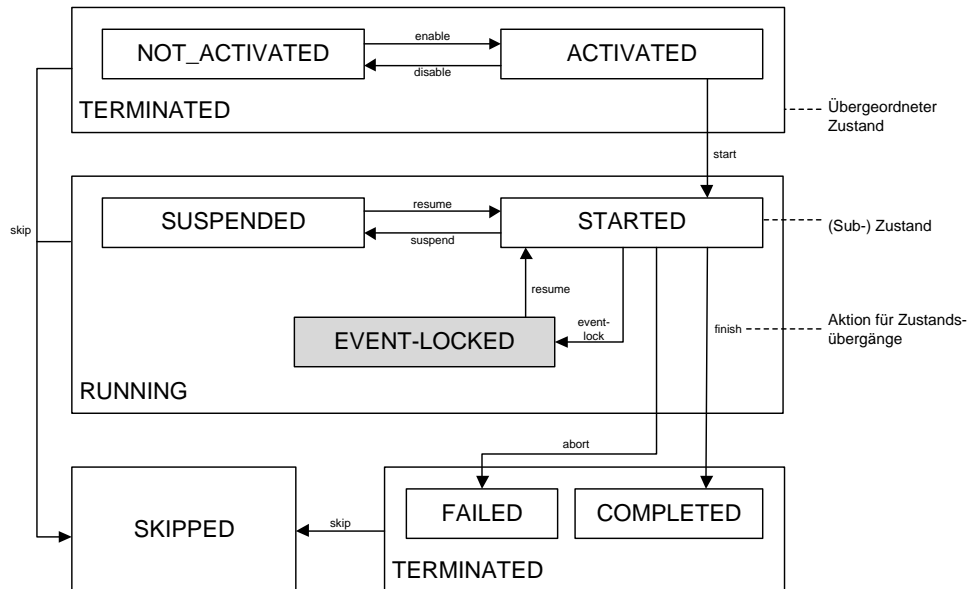 enable
NOT_ACTIVATED
ACTIVATED
disable
TERMINATED
Übergeordneter
Zustand
start
resume
SUSPENDED
STARTED
suspend
skip
(Sub-) Zustand
resume
event-
lock
EVENT-LOCKED
finish
Aktion für Zustands-
übergänge
RUNNING
abort
FAILED
COMPLETED
SKIPPED
skip
TERMINATED